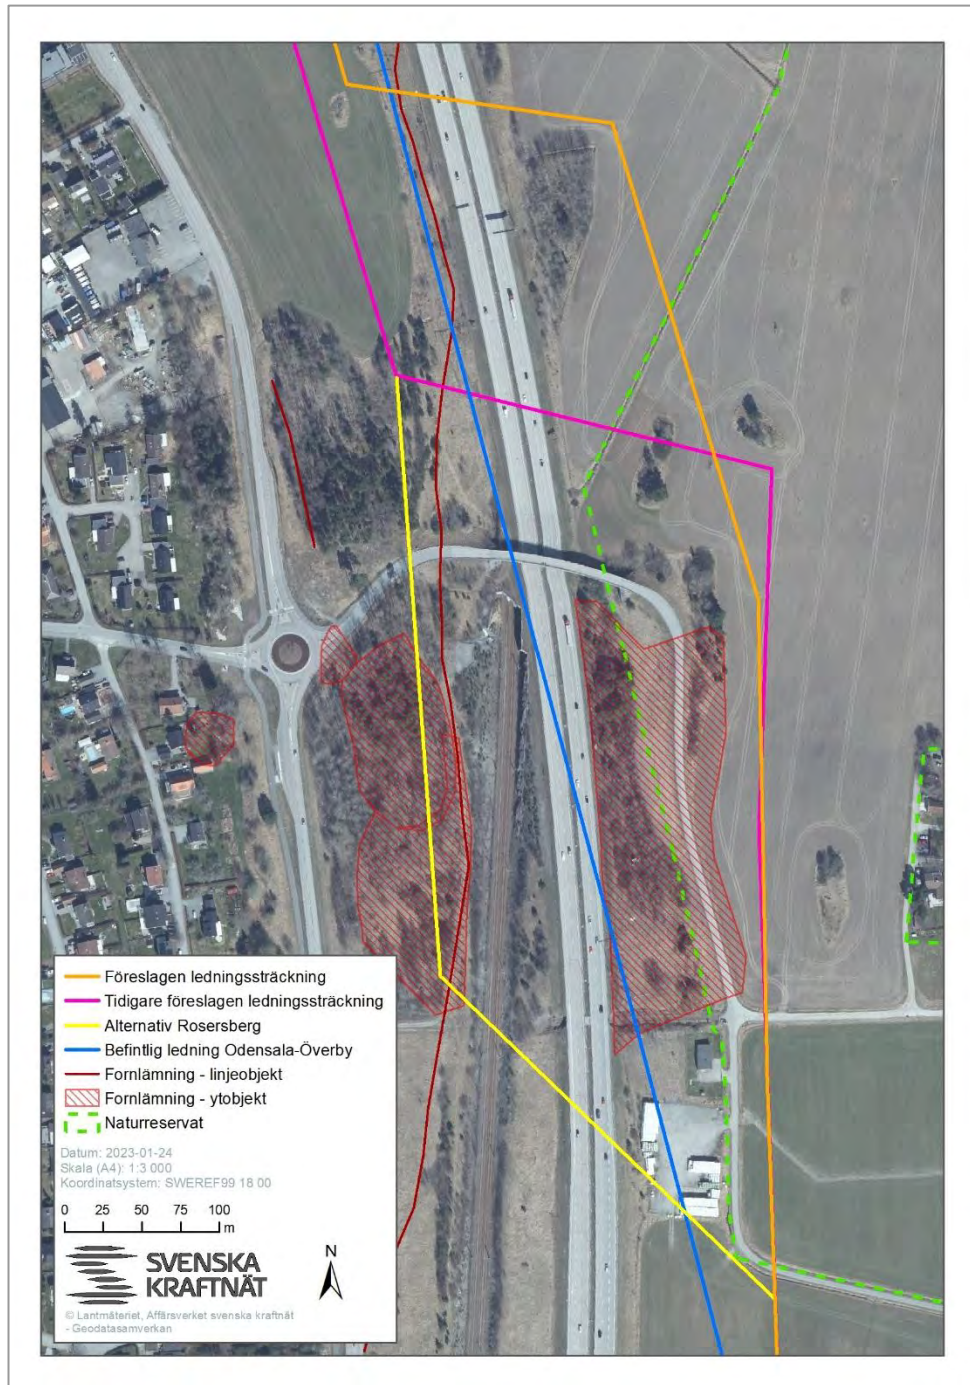 Föreslagen ledningssträckning
Tidigare föreslagen ledningssträckning
Alternativ Rosersberg
Befintlig ledning Odensala-Överby
Fornlämning - linjeobjekt
Fornlämning - ytobjekt
Naturreservat
Datum: 2023-01-24
Skala (A4): 1:3 000
Koordinatsystem: SWEREF99 18 00
0 25 50 75 100
m
N
SVENSKA
KRAFTNÄT
© Lantmäteriet, Affärsverket svenska kraftnät
- Geodatasamverkan